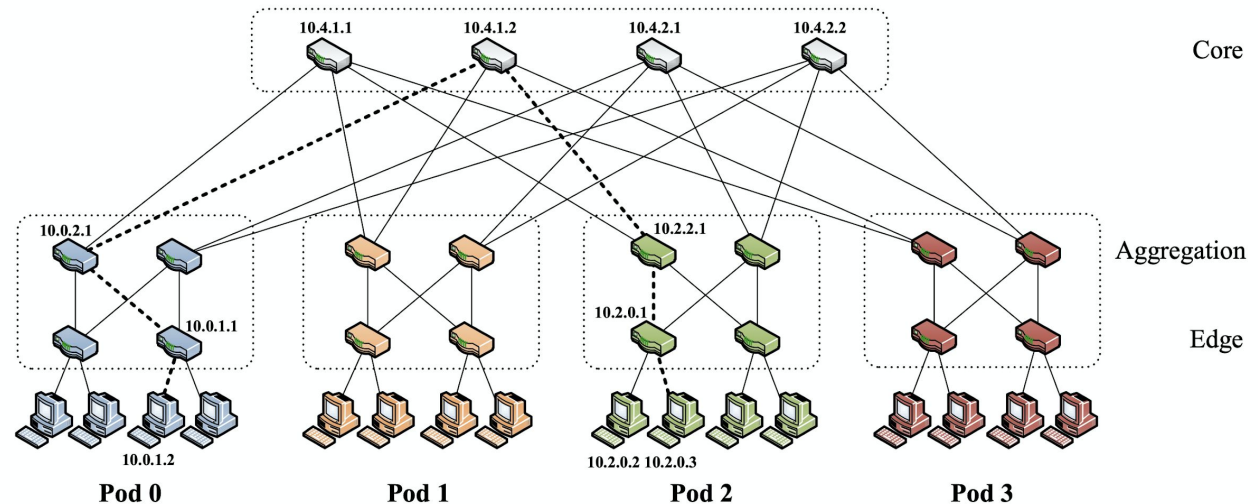 10.4.1.1 10.4.1.2 10.4.2.1 10.4.2.2
Core
10.0.2.1 10.2.2.1
Aggregation
10.0.1.1 10.2.0.1
Edge
10.0.1.2 10.2.0.2 10.2.0.3
Pod 0 Pod 1 Pod 2 Pod 3